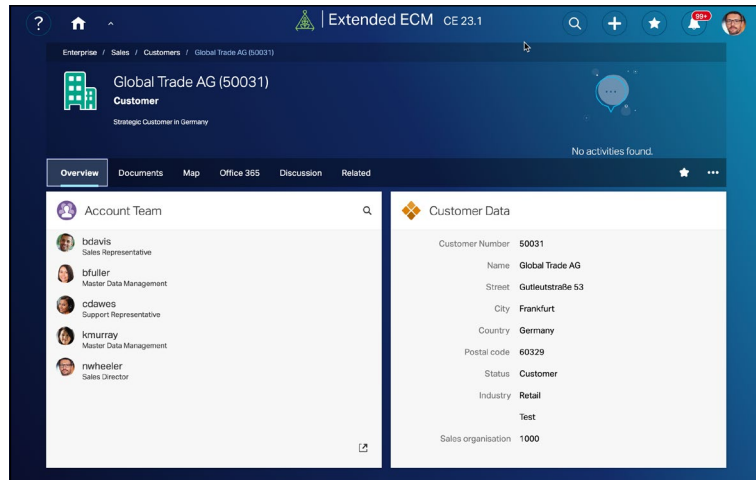 ?
Extended ECM CE 23.1
99+
Enterprise / Sales / Customers / Global Trade AG (50031)
Global Trade AG (50031)
Customer
Strategic Customer in Germany
No activities found.
Overview Documents Map Office 365 Discussion Related
Account Team
bdavis
Sales Representative
bfuller
Master Data Management
cdawes
Support Representative
kmurray
Master Data Management
nwheeler
Sales Director
Customer Data
Customer Number 50031
Name Global Trade AG
Street Gutleutstraße 53
City Frankfurt
Country Germany
Postal code 60329
Status Customer
Industry Retail
Test
Sales organisation 1000